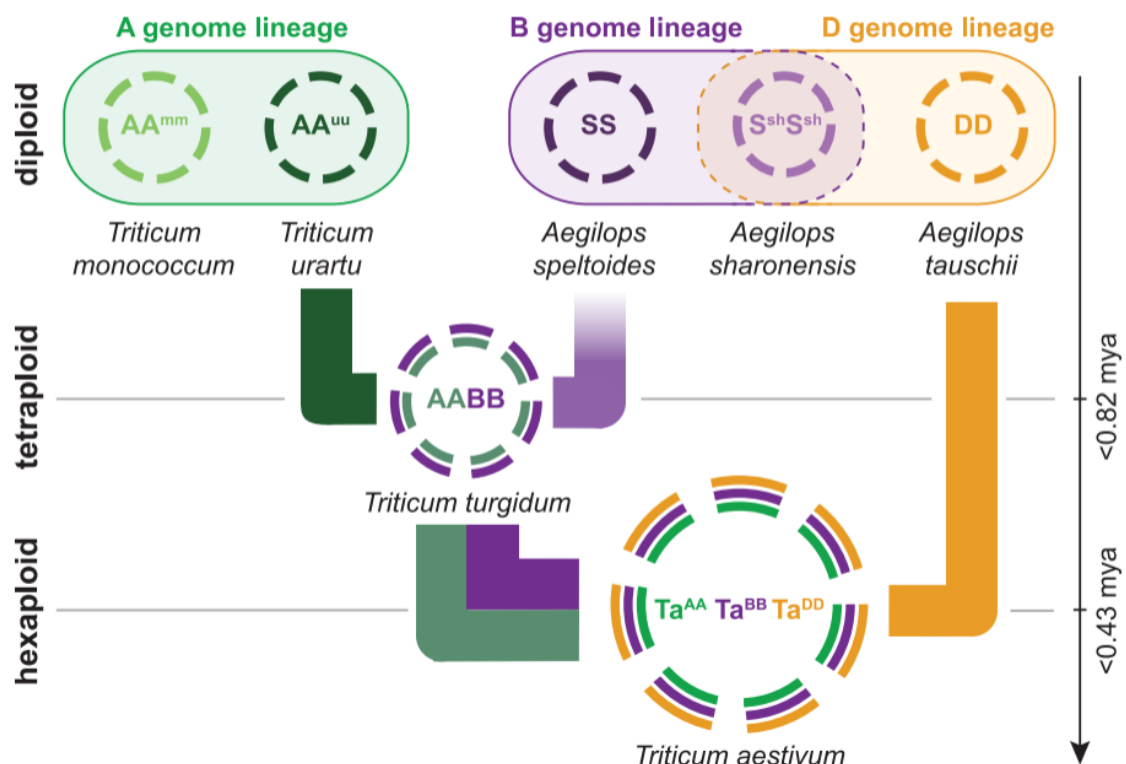 A genome lineage
B genome lineage
D genome lineage
diploid
AAᵐᵐ
AAᵘᵘ
SS
SˢʰSˢʰ
DD
Triticum
monococcum
Triticum
urartu
Aegilops
speltoides
Aegilops
sharonensis
Aegilops
tauschii
tetraploid
AABB
<0.82 mya
Triticum turgidum
hexaploid
Taᴬᴬ Taᴮᴮ Taᴰᴰ
<0.43 mya
Triticum aestivum